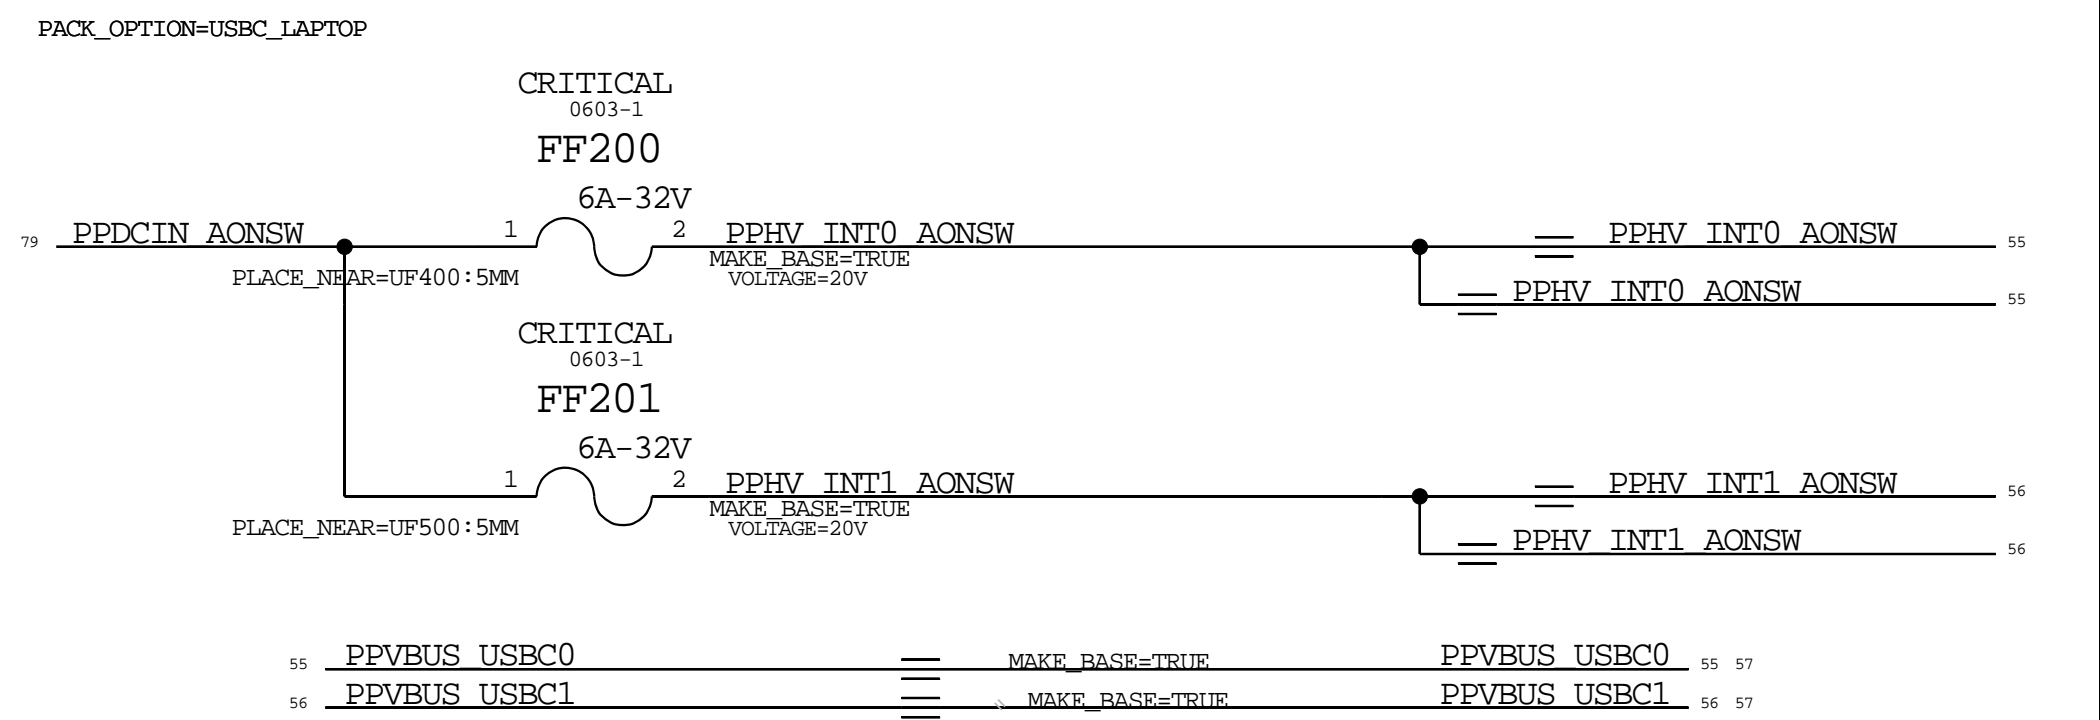 PACK_OPTION=USBC_LAPTOP
CRITICAL
0603-1
FF200
6A-32V
79 PPDCIN_AONSW 1 2 PPHV_INT0_AONSW PPHV_INT0_AONSW 55
MAKE_BASE=TRUE
PLACE_NEAR=UF400:5MM VOLTAGE=20V
PPHV_INT0_AONSW 55
CRITICAL
0603-1
FF201
6A-32V
1 2 PPHV_INT1_AONSW PPHV_INT1_AONSW 56
MAKE_BASE=TRUE
PLACE_NEAR=UF500:5MM VOLTAGE=20V
PPHV_INT1_AONSW 56
55 PPVBUS_USBC0 MAKE_BASE=TRUE PPVBUS_USBC0 55 57
56 PPVBUS_USBC1 MAKE_BASE=TRUE PPVBUS_USBC1 56 57